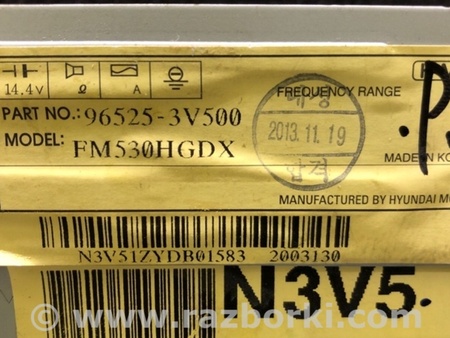 14.4V Ω A
FREQUENCY RANGE
PART NO.: 96525-3V500
MODEL: FM530HGDX
2013.11.19
합격
MADE IN KO
MANUFACTURED BY HYUNDAI MO
N3V51ZYDB01583 2003130
N3V5
www.razborki.com